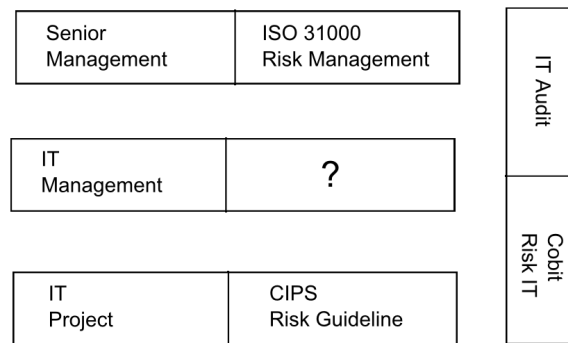 Senior
Management
ISO 31000
Risk Management
IT
Management
?
IT
Project
CIPS
Risk Guideline
IT Audit
Cobit
Risk IT